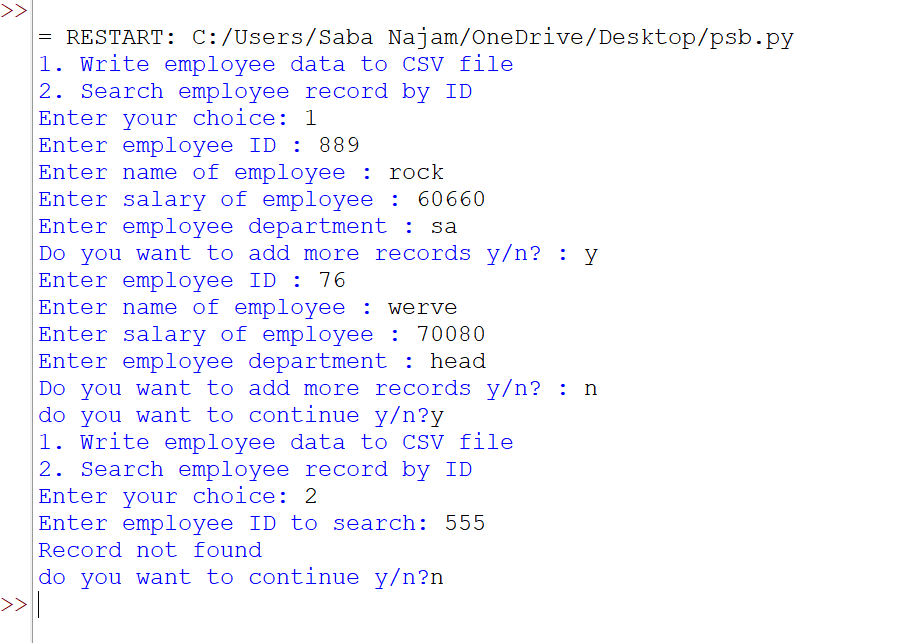 >>
= RESTART: C:/Users/Saba Najam/OneDrive/Desktop/psb.py
1. Write employee data to CSV file
2. Search employee record by ID
Enter your choice: 1
Enter employee ID : 889
Enter name of employee : rock
Enter salary of employee : 60660
Enter employee department : sa
Do you want to add more records y/n? : y
Enter employee ID : 76
Enter name of employee : werve
Enter salary of employee : 70080
Enter employee department : head
Do you want to add more records y/n? : n
do you want to continue y/n?y
1. Write employee data to CSV file
2. Search employee record by ID
Enter your choice: 2
Enter employee ID to search: 555
Record not found
do you want to continue y/n?n
>>